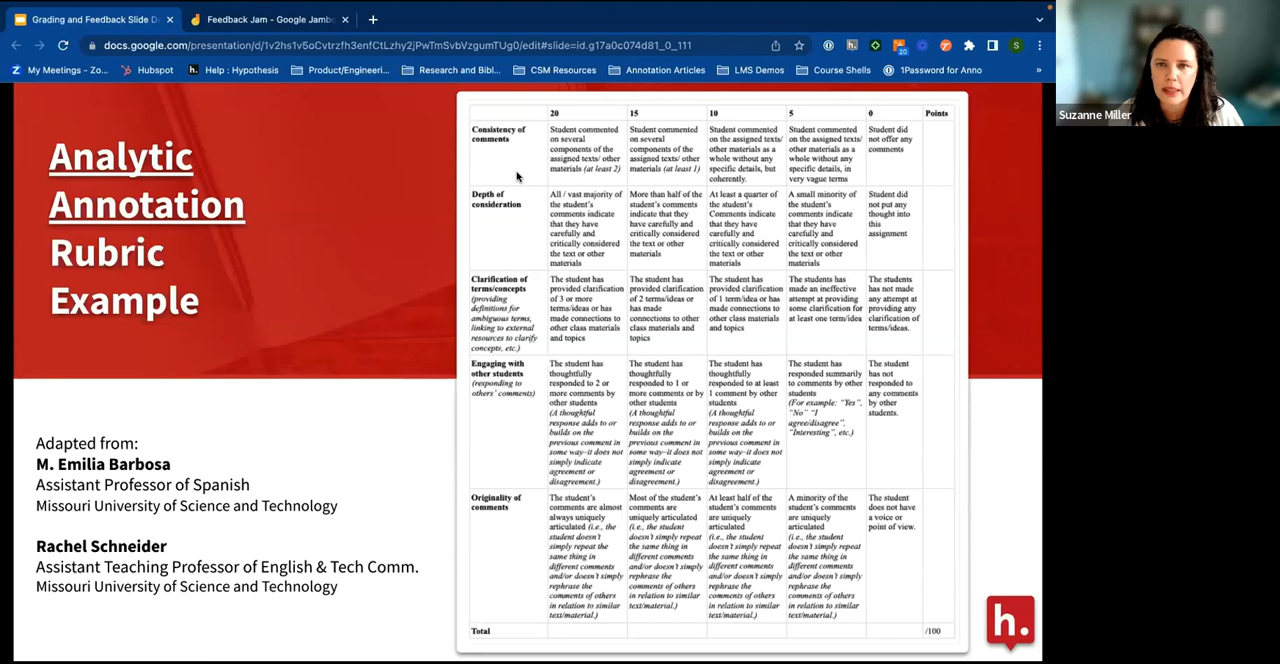 Grading and Feedback Slide D
Feedback Jam - Google Jambo
docs.google.com/presentation/d/1v2hs1v5oCvtrzfh3enfCtLzhy2jPwTmSvbVzgumTUg0/edit#slide=id.g17a0c074d81_0_111
20
S
My Meetings - Zo...
Hubspot
Help : Hypothesis
Product/Engineeri...
Research and Bibl...
CSM Resources
Annotation Articles
LMS Demos
Course Shells
1Password for Anno
»
Suzanne Miller
Analytic
Annotation
Rubric
Example
Adapted from:
M. Emilia Barbosa
Assistant Professor of Spanish
Missouri University of Science and Technology
Rachel Schneider
Assistant Teaching Professor of English & Tech Comm.
Missouri University of Science and Technology
20
15
10
5
0
Points
Consistency of
comments
Student commented
on several
components of the
assigned texts/ other
materials (at least 2)
Student commented
on several
components of the
assigned texts/ other
materials (at least 1)
Student commented
on the assigned texts/
other materials as a
whole without any
specific details, but
coherently.
Student commented
on the assigned texts/
other materials as a
whole without any
specific details, in
very vague terms
Student did
not offer any
comments
Depth of
consideration
All / vast majority of
the student's
comments indicate
that they have
carefully and
critically considered
the text or other
materials
More than half of the
student's comments
indicate that they
have carefully and
critically considered
the text or other
materials
At least a quarter of
the student's
Comments indicate
that they have
carefully and
critically considered
the text or other
materials
A small minority of
the student's
comments indicate
that they have
carefully and
critically considered
the text or other
materials
Student did
not put any
thought into
this
assignment
Clarification of
terms/concepts
(providing
definitions for
ambiguous terms,
linking to external
resources to clarify
concepts, etc.)
The student has
provided clarification
of 3 or more
terms/ideas or has
made connections to
other class materials
and topics
The student has
provided clarification
of 2 terms/ideas or
has made
connections to other
class materials and
topics
The student has
provided clarification
of 1 term/idea or has
made connections to
other class materials
and topics
The students has
made an ineffective
attempt at providing
some clarification for
at least one term/idea
The students
has not made
any attempt at
providing any
clarification of
terms/ideas.
Engaging with
other students
(responding to
others' comments)
The student has
thoughtfully
responded to 2 or
more comments by
other students
(A thoughtful
response adds to or
builds on the
previous comment in
some way–it does not
simply indicate
agreement or
disagreement.)
The student has
thoughtfully
responded to 1 or
more comments or by
other students
(A thoughtful
response adds to or
builds on the
previous comment in
some way–it does not
simply indicate
agreement or
disagreement.)
The student has
thoughtfully
responded to at least
1 comment by other
students
(A thoughtful
response adds to or
builds on the
previous comment in
some way–it does not
simply indicate
agreement or
disagreement.)
The student has
responded summarily
to comments by other
students
(For example: "Yes",
"No" "I
agree/disagree",
"Interesting", etc.)
The student
has not
responded to
any comments
by other
students.
Originality of
comments
The student's
comments are almost
always uniquely
articulated (i.e., the
student doesn't
simply repeat the
same thing in
different comments
and/or doesn't simply
rephrase the
comments of others
in relation to similar
text/material.)
Most of the student's
comments are
uniquely articulated
(i.e., the student
doesn't simply repeat
the same thing in
different comments
and/or doesn't simply
rephrase the
comments of others
in relation to similar
text/material.)
At least half of the
student's comments
are uniquely
articulated
(i.e., the student
doesn't simply repeat
the same thing in
different comments
and/or doesn't simply
rephrase the
comments of others
in relation to similar
text/material.)
A minority of the
student's comments
are uniquely
articulated
(i.e., the student
doesn't simply repeat
the same thing in
different comments
and/or doesn't simply
rephrase the
comments of others
in relation to similar
text/material.)
The student
does not have
a voice or
point of view.
Total
/100
h.